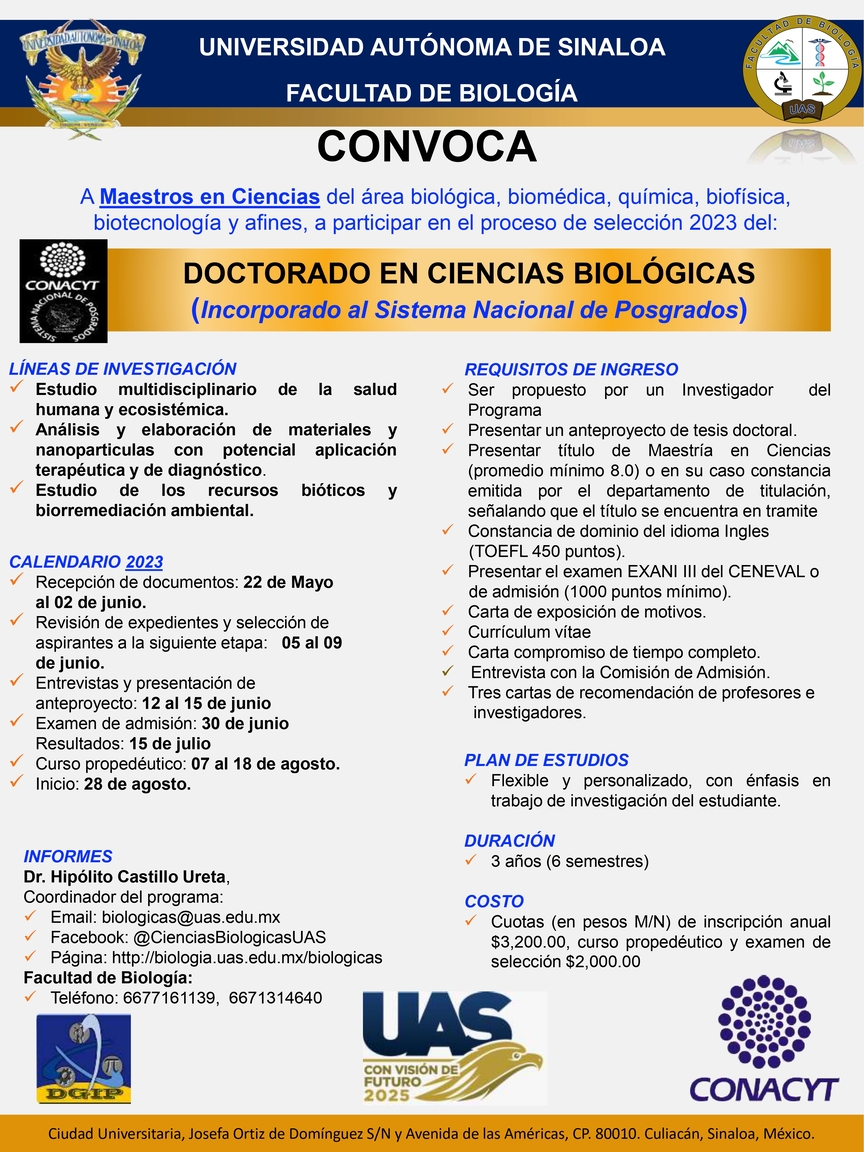 UNIVERSIDAD AUTÓNOMA DE SINALOA
FACULTAD DE BIOLOGÍA
UNIVERSIDAD AUTONOMA DE SINALOA
FACULTAD DE BIOLOGÍA
UAS
CONVOCA
A Maestros en Ciencias del área biológica, biomédica, química, biofísica,
biotecnología y afines, a participar en el proceso de selección 2023 del:
CONACYT
SISTEMA NACIONAL DE POSGRADOS
DOCTORADO EN CIENCIAS BIOLÓGICAS
(Incorporado al Sistema Nacional de Posgrados)
LÍNEAS DE INVESTIGACIÓN
✓ Estudio multidisciplinario de la salud
humana y ecosistémica.
✓ Análisis y elaboración de materiales y
nanoparticulas con potencial aplicación
terapéutica y de diagnóstico.
✓ Estudio de los recursos bióticos y
biorremediación ambiental.
CALENDARIO 2023
✓ Recepción de documentos: 22 de Mayo
al 02 de junio.
✓ Revisión de expedientes y selección de
aspirantes a la siguiente etapa: 05 al 09
de junio.
✓ Entrevistas y presentación de
anteproyecto: 12 al 15 de junio
✓ Examen de admisión: 30 de junio
Resultados: 15 de julio
✓ Curso propedéutico: 07 al 18 de agosto.
✓ Inicio: 28 de agosto.
INFORMES
Dr. Hipólito Castillo Ureta,
Coordinador del programa:
✓ Email: biologicas@uas.edu.mx
✓ Facebook: @CienciasBiologicasUAS
✓ Página: http://biologia.uas.edu.mx/biologicas
Facultad de Biología:
✓ Teléfono: 6677161139, 6671314640
REQUISITOS DE INGRESO
✓ Ser propuesto por un Investigador del
Programa
✓ Presentar un anteproyecto de tesis doctoral.
✓ Presentar título de Maestría en Ciencias
(promedio mínimo 8.0) o en su caso constancia
emitida por el departamento de titulación,
señalando que el título se encuentra en tramite
✓ Constancia de dominio del idioma Ingles
(TOEFL 450 puntos).
✓ Presentar el examen EXANI III del CENEVAL o
de admisión (1000 puntos mínimo).
✓ Carta de exposición de motivos.
✓ Currículum vítae
✓ Carta compromiso de tiempo completo.
✓ Entrevista con la Comisión de Admisión.
✓ Tres cartas de recomendación de profesores e
investigadores.
PLAN DE ESTUDIOS
✓ Flexible y personalizado, con énfasis en
trabajo de investigación del estudiante.
DURACIÓN
✓ 3 años (6 semestres)
COSTO
✓ Cuotas (en pesos M/N) de inscripción anual
$3,200.00, curso propedéutico y examen de
selección $2,000.00
DGIP
UAS
CON VISIÓN DE
FUTURO
2025
CONACYT
Ciudad Universitaria, Josefa Ortiz de Domínguez S/N y Avenida de las Américas, CP. 80010. Culiacán, Sinaloa, México.